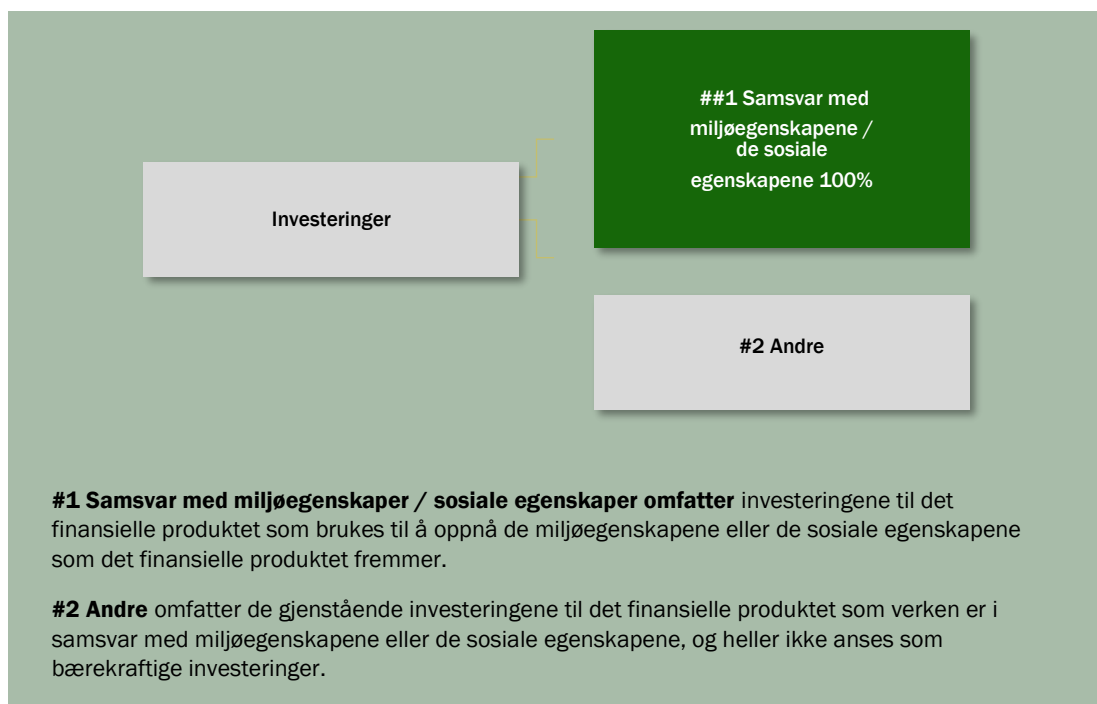 ##1 Samsvar med
miljøegenskapene /
de sosiale
egenskapene 100%
Investeringer
#2 Andre
#1 Samsvar med miljøegenskaper / sosiale egenskaper omfatter investeringene til det
finansielle produktet som brukes til å oppnå de miljøegenskapene eller de sosiale egenskapene
som det finansielle produktet fremmer.
#2 Andre omfatter de gjenstående investeringene til det finansielle produktet som verken er i
samsvar med miljøegenskapene eller de sosiale egenskapene, og heller ikke anses som
bærekraftige investeringer.